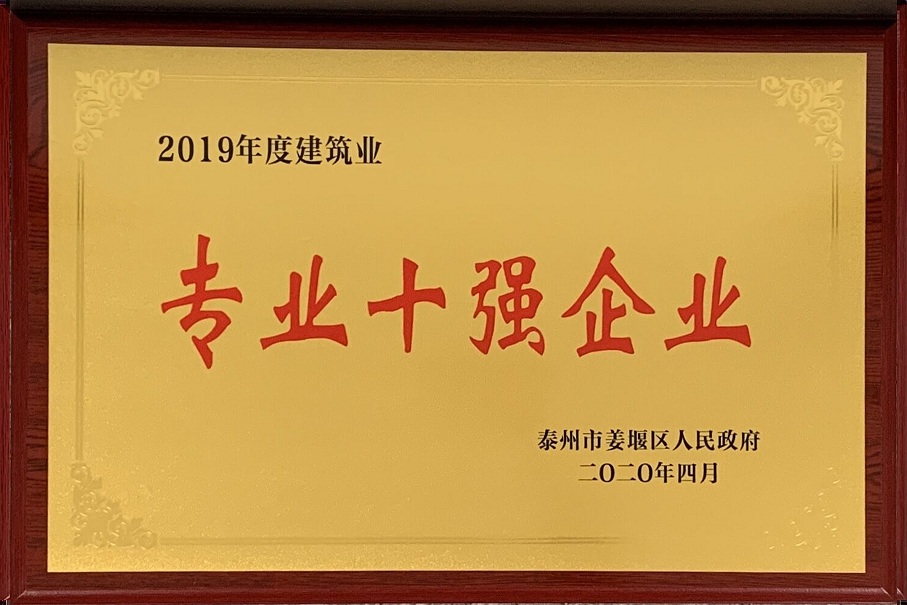 2019年度建筑业
专业十强企业
泰州市姜堰区人民政府
二〇二〇年四月